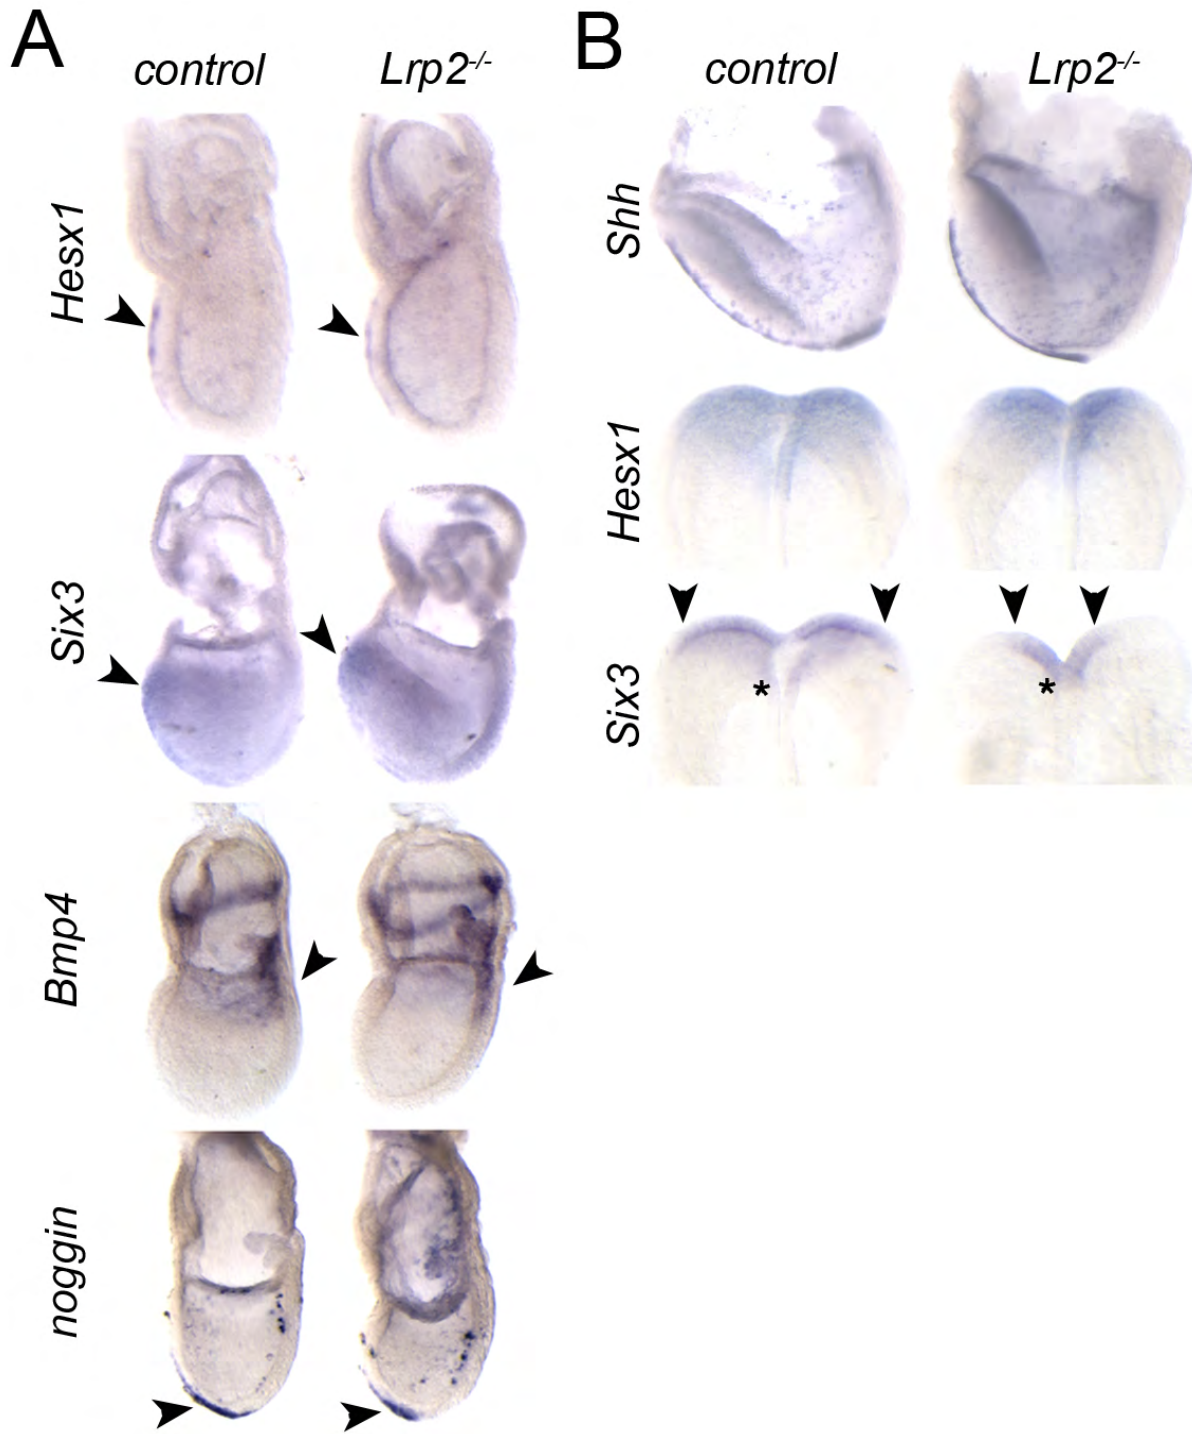 A
control Lrp2-/-
Hesx1
Six3
Bmp4
noggin
B
control Lrp2-/-
Shh
Hesx1
Six3
*
*